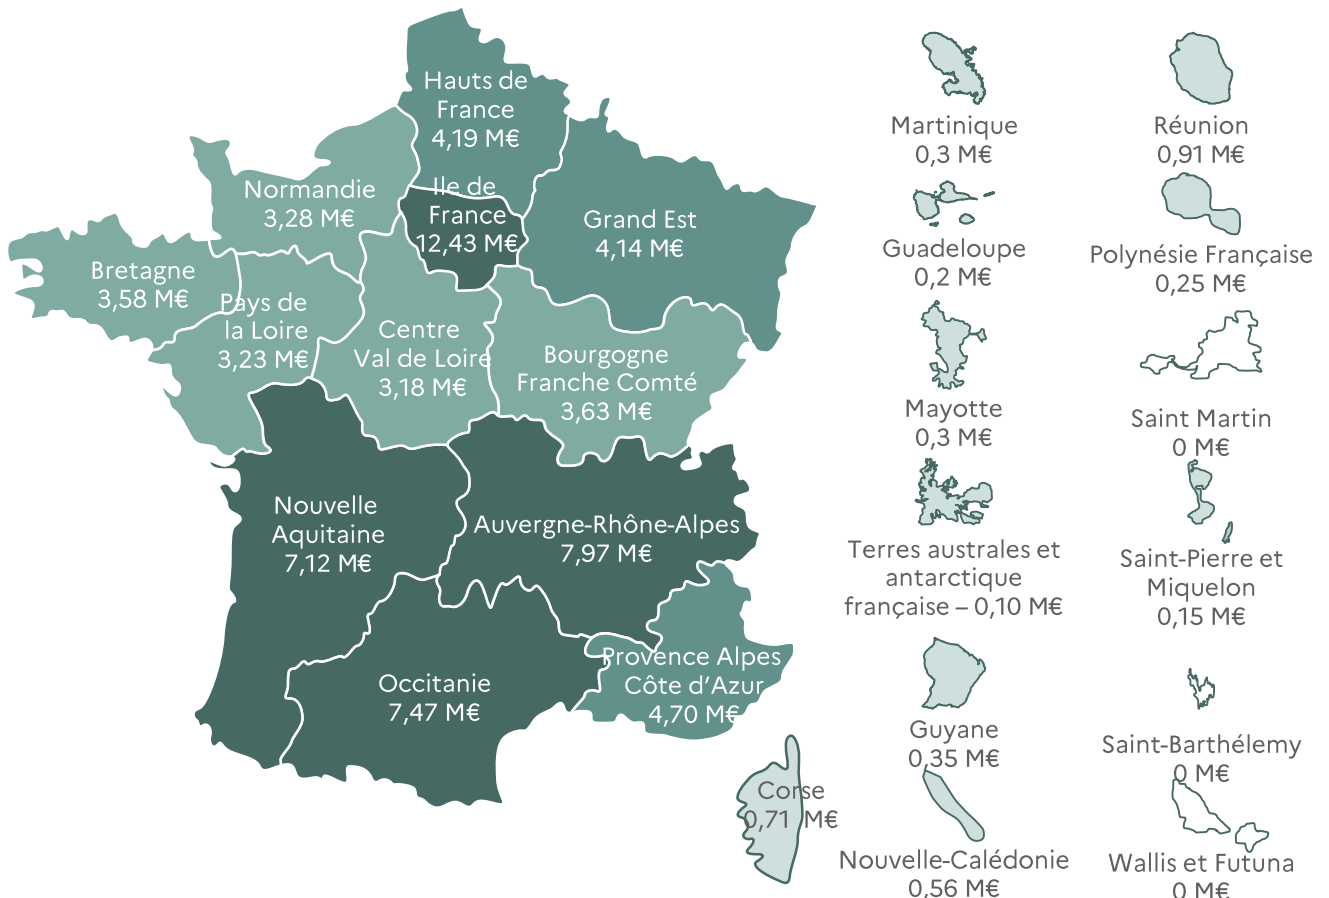 Hauts de
France
4,19 M€
Normandie
3,28 M€
Ile de
France
12,43 M€
Grand Est
4,14 M€
Bretagne
3,58 M€
Pays de
la Loire
3,23 M€
Centre
Val de Loire
3,18 M€
Bourgogne
Franche Comté
3,63 M€
Nouvelle
Aquitaine
7,12 M€
Auvergne-Rhône-Alpes
7,97 M€
Occitanie
7,47 M€
Provence Alpes
Côte d’Azur
4,70 M€
Corse
0,71 M€
Martinique
0,3 M€
Réunion
0,91 M€
Guadeloupe
0,2 M€
Polynésie Française
0,25 M€
Mayotte
0,3 M€
Saint Martin
0 M€
Terres australes et
antarctique
française – 0,10 M€
Saint-Pierre et
Miquelon
0,15 M€
Guyane
0,35 M€
Saint-Barthélemy
0 M€
Nouvelle-Calédonie
0,56 M€
Wallis et Futuna
0 M€